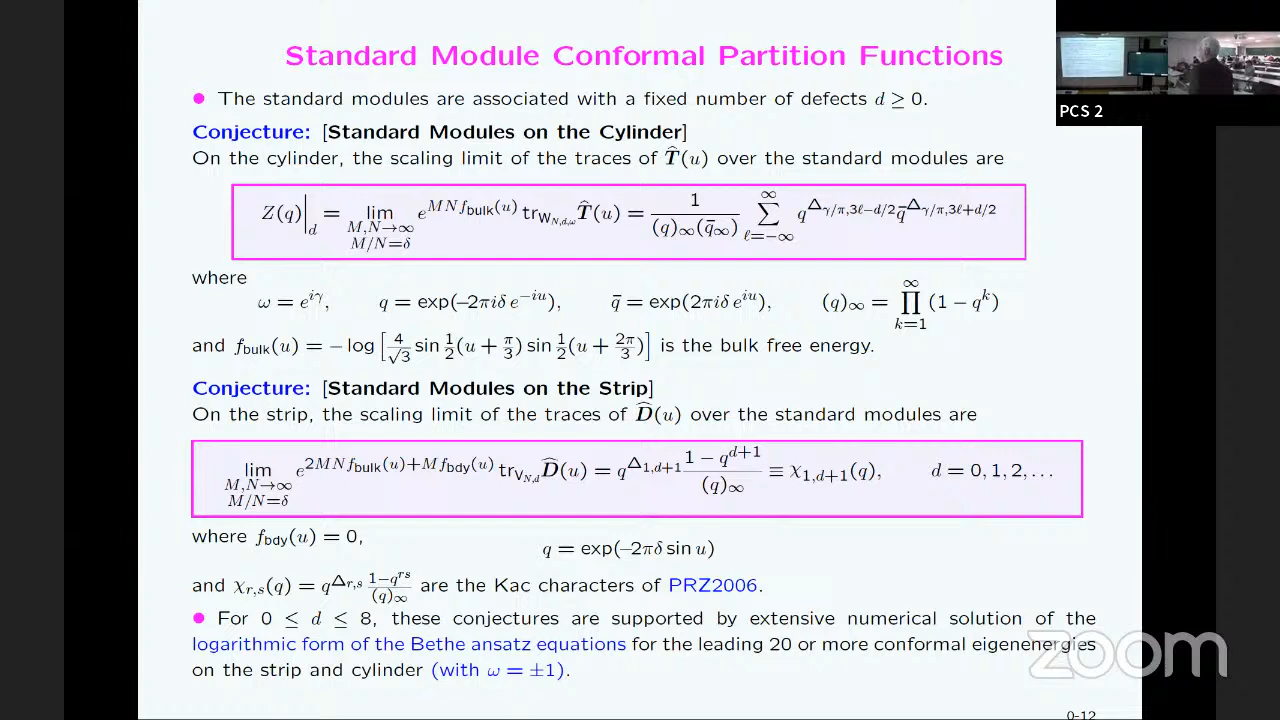 Standard Module Conformal Partition Functions
● The standard modules are associated with a fixed number of defects d ≥ 0.
Conjecture: [Standard Modules on the Cylinder]
On the cylinder, the scaling limit of the traces of T̂(u) over the standard modules are
Z(q)|_d = lim_{M,N→∞, M/N=δ} e^{MNf_bulk(u)} tr_{W_{N,d,ω}} T̂(u) = 1/((q)_∞(q̄)_∞) ∑_{ℓ=−∞}^{∞} q^{Δ_{γ/π,3ℓ−d/2}} q̄^{Δ_{γ/π,3ℓ+d/2}}
where
ω = e^{iγ}, q = exp(−2πiδ e^{−iu}), q̄ = exp(2πiδ e^{iu}), (q)_∞ = ∏_{k=1}^{∞} (1 − q^k)
and f_bulk(u) = − log [4/√3 sin ½(u + π/3) sin ½(u + 2π/3)] is the bulk free energy.
Conjecture: [Standard Modules on the Strip]
On the strip, the scaling limit of the traces of D̂(u) over the standard modules are
lim_{M,N→∞, M/N=δ} e^{2MNf_bulk(u)+Mf_bdy(u)} tr_{V_{N,d}} D̂(u) = q^{Δ_{1,d+1}} (1 − q^{d+1})/(q)_∞ ≡ χ_{1,d+1}(q), d = 0, 1, 2, . . .
where f_bdy(u) = 0,
q = exp(−2πδ sin u)
and χ_{r,s}(q) = q^{Δ_{r,s}} (1−q^{rs})/(q)_∞ are the Kac characters of PRZ2006.
● For 0 ≤ d ≤ 8, these conjectures are supported by extensive numerical solution of the
logarithmic form of the Bethe ansatz equations for the leading 20 or more conformal eigenenergies
on the strip and cylinder (with ω = ±1).
0-12
PCS 2
zoom